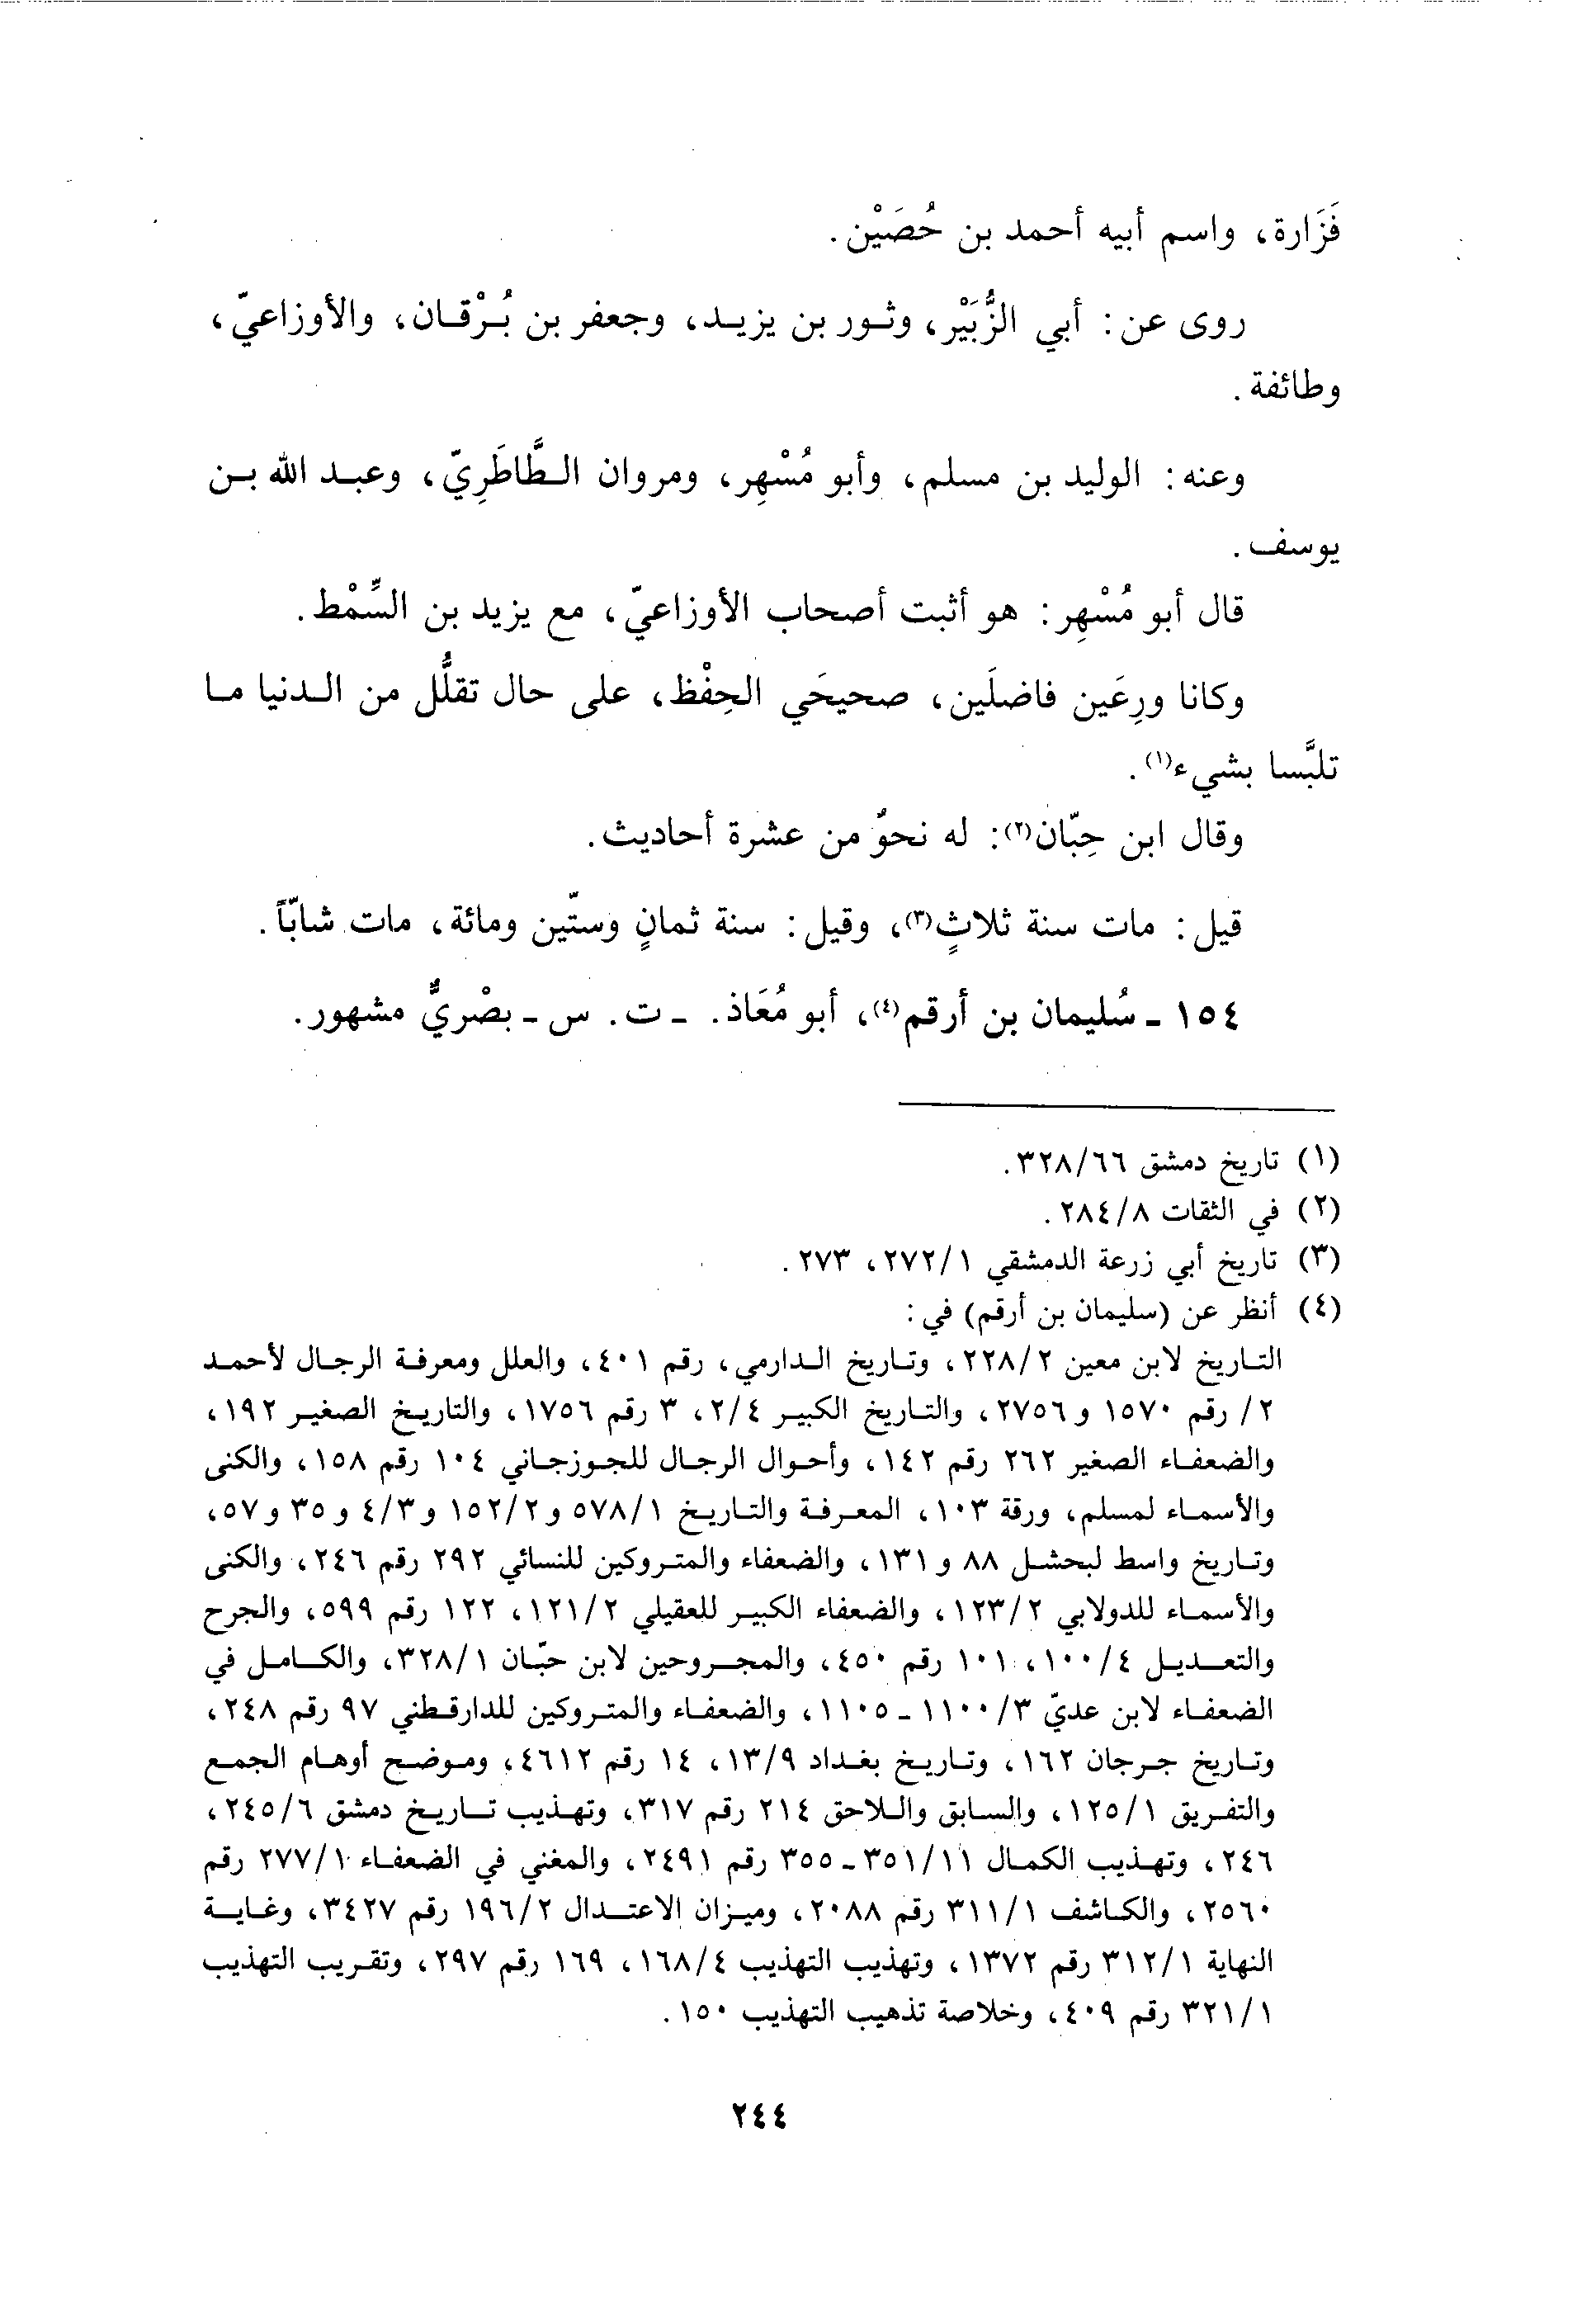 فَزَارة، واسم أبيه أحمد بن حُصَيْن.
روى عن: أبي الزُّبَيْر، وثور بن يزيد، وجعفر بن بُرْقان، والأوزاعيّ،
وطائفة.
وعنه: الوليد بن مسلم، وأبو مُسْهِر، ومروان الطَّاطَرِيّ، وعبد الله بن
يوسف.
قال أبو مُسْهِر: هو أثبت أصحاب الأوزاعيّ، مع يزيد بن السِّمْط.
وكانا ورِعَين فاضلَين، صحيحَي الحِفْظ، على حال تقلُّل من الدنيا ما
تلبَّسا بشيء(١).
وقال ابن حِبّان(٢): له نحوٌ من عشرة أحاديث.
قيل: مات سنة ثلاثٍ(٣)، وقيل: سنة ثمانٍ وستّين ومائة، مات شابّاً.
١٥٤ ـ سُليمان بن أرقم(٤)، أبو مُعَاذ. ـ ت. س ـ بصْريٌّ مشهور.
(١) تاريخ دمشق ٣٢٨/٦٦.
(٢) في الثقات ٢٨٤/٨.
(٣) تاريخ أبي زرعة الدمشقي ٢٧٢/١، ٢٧٣.
(٤) أنظر عن (سليمان بن أرقم) في:
التاريخ لابن معين ٢٢٨/٢، وتاريخ الدارمي، رقم ٤٠١، والعلل ومعرفة الرجال لأحمد
٢/ رقم ١٥٧٠ و ٢٧٥٦، والتاريخ الكبير ٢/٤، ٣ رقم ١٧٥٦، والتاريخ الصغير ١٩٢،
والضعفاء الصغير ٢٦٢ رقم ١٤٢، وأحوال الرجال للجوزجاني ١٠٤ رقم ١٥٨، والكنى
والأسماء لمسلم، ورقة ١٠٣، المعرفة والتاريخ ٥٧٨/١ و ١٥٢/٢ و ٤/٣ و ٣٥ و ٥٧،
وتاريخ واسط لبحشل ٨٨ و ١٣١، والضعفاء والمتروكين للنسائي ٢٩٢ رقم ٢٤٦، والكنى
والأسماء للدولابي ١٢٣/٢، والضعفاء الكبير للعقيلي ١٢١/٢، ١٢٢ رقم ٥٩٩، والجرح
والتعديل ١٠٠/٤، ١٠١ رقم ٤٥٠، والمجروحين لابن حبّان ٣٢٨/١، والكامل في
الضعفاء لابن عديّ ١١٠٠/٣ ـ ١١٠٥، والضعفاء والمتروكين للدارقطني ٩٧ رقم ٢٤٨،
وتاريخ جرجان ١٦٢، وتاريخ بغداد ١٣/٩، ١٤ رقم ٤٦١٢، وموضح أوهام الجمع
والتفريق ١٢٥/١، والسابق واللاحق ٢١٤ رقم ٣١٧، وتهذيب تاريخ دمشق ٢٤٥/٦،
٢٤٦، وتهذيب الكمال ٣٥١/١١ ـ ٣٥٥ رقم ٢٤٩١، والمغني في الضعفاء ٢٧٧/١ رقم
٢٥٦٠، والكاشف ٣١١/١ رقم ٢٠٨٨، وميزان الاعتدال ١٩٦/٢ رقم ٣٤٢٧، وغاية
النهاية ٣١٢/١ رقم ١٣٧٢، وتهذيب التهذيب ١٦٨/٤، ١٦٩ رقم ٢٩٧، وتقريب التهذيب
٣٢١/١ رقم ٤٠٩، وخلاصة تذهيب التهذيب ١٥٠.
٢٤٤